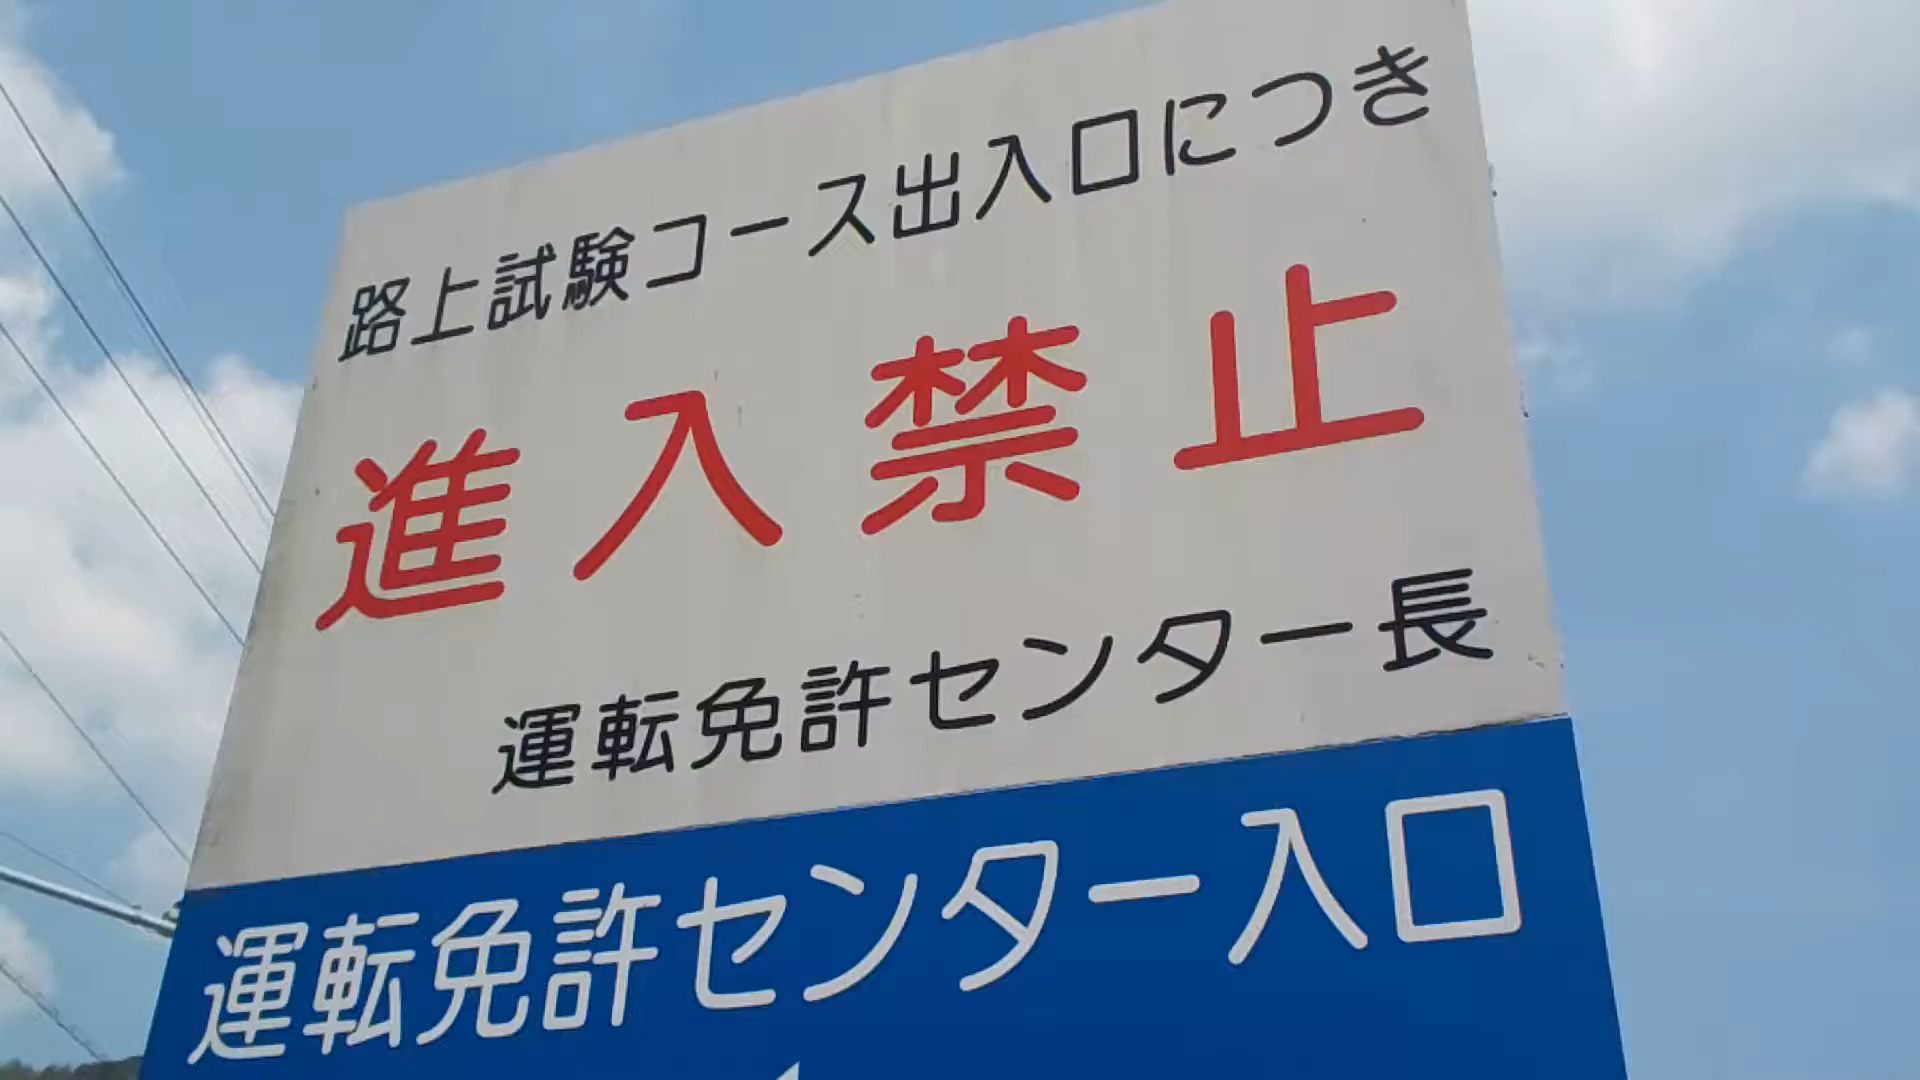 路上試験コース出入口につき
進入禁止
運転免許センター長
運転免許センター入口